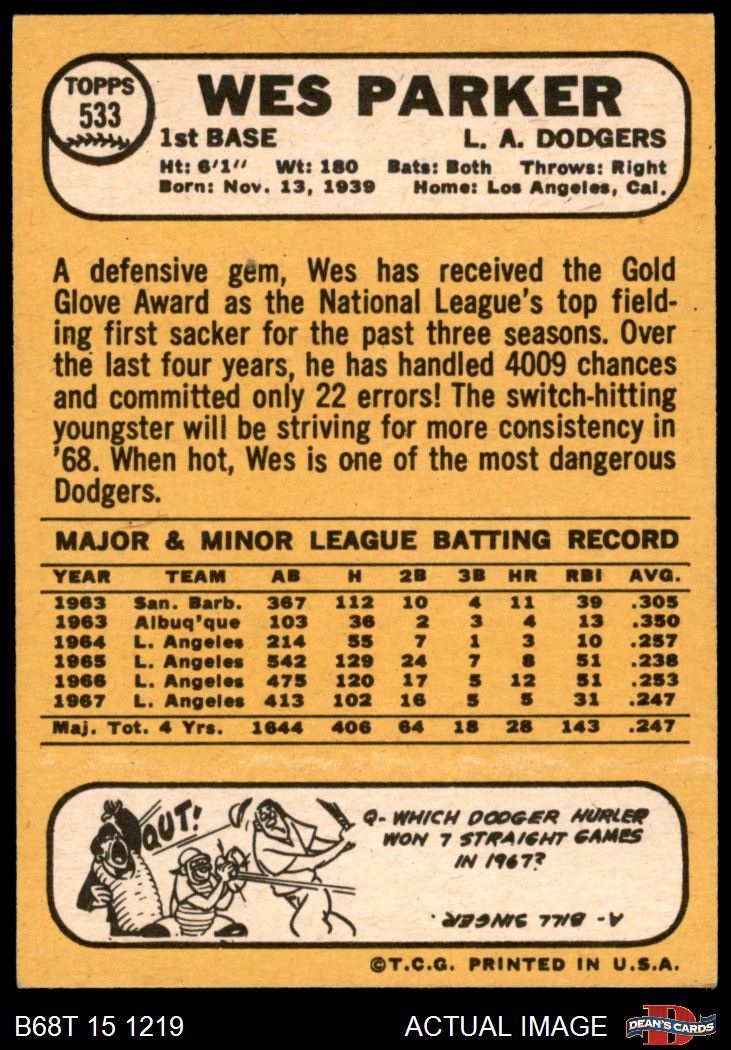 TOPPS
533
WES PARKER
1st BASE L. A. DODGERS
Ht: 6'1" Wt: 180 Bats: Both Throws: Right
Born: Nov. 13, 1939 Home: Los Angeles, Cal.
A defensive gem, Wes has received the Gold
Glove Award as the National League's top field-
ing first sacker for the past three seasons. Over
the last four years, he has handled 4009 chances
and committed only 22 errors! The switch-hitting
youngster will be striving for more consistency in
'68. When hot, Wes is one of the most dangerous
Dodgers.
MAJOR & MINOR LEAGUE BATTING RECORD
YEAR TEAM AB H 2B 3B HR RBI AVG.
1963 San. Barb. 367 112 10 4 11 39 .305
1963 Albuq'que 103 36 2 3 4 13 .350
1964 L. Angeles 214 55 7 1 3 10 .257
1965 L. Angeles 542 129 24 7 8 51 .238
1966 L. Angeles 475 120 17 5 12 51 .253
1967 L. Angeles 413 102 16 5 5 31 .247
Maj. Tot. 4 Yrs. 1644 406 64 18 28 143 .247
OUT!
Q- WHICH DODGER HURLER
WON 7 STRAIGHT GAMES
IN 1967?
A- BILL SINGER.
©T.C.G. PRINTED IN U.S.A.
B68T 15 1219 ACTUAL IMAGE D DEAN'S CARDS